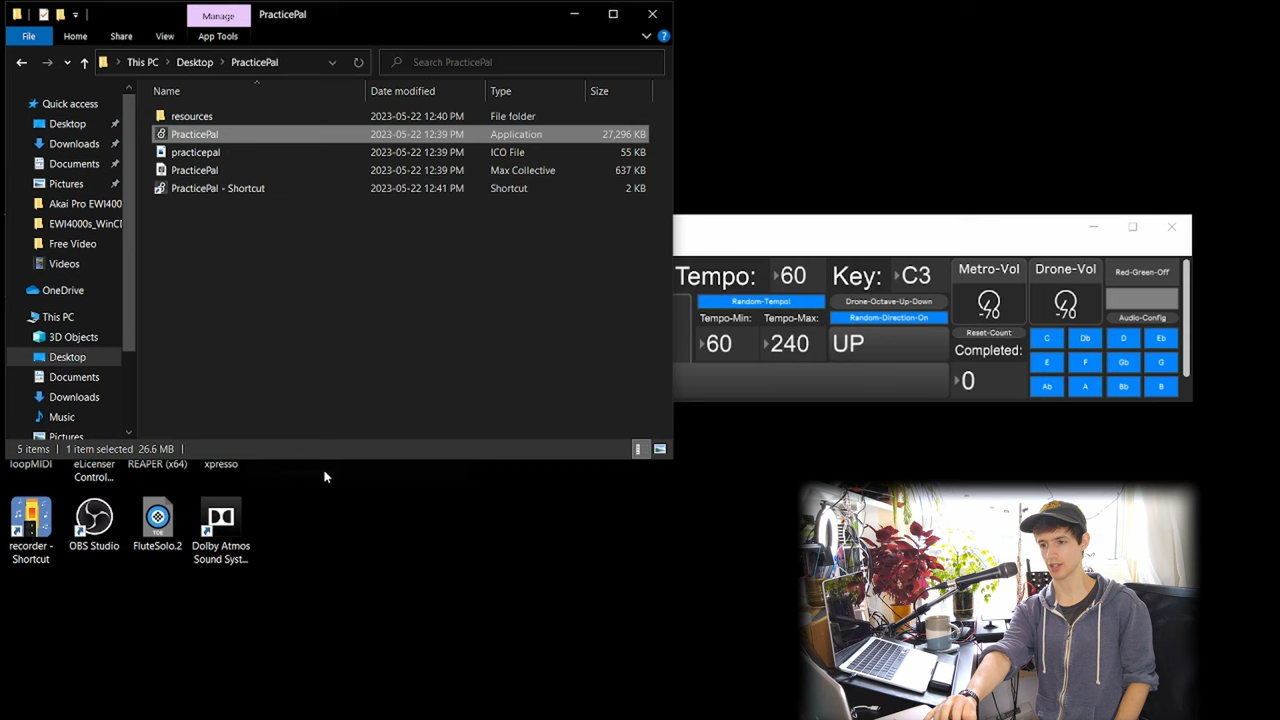 Manage
PracticePal
File
Home
Share
View
App Tools
This PC
Desktop
PracticePal
Search PracticePal
Name
Date modified
Type
Size
resources
2023-05-22 12:40 PM
File folder
PracticePal
2023-05-22 12:39 PM
Application
27,296 KB
practicepal
2023-05-22 12:39 PM
ICO File
55 KB
PracticePal
2023-05-22 12:39 PM
Max Collective
637 KB
PracticePal - Shortcut
2023-05-22 12:41 PM
Shortcut
2 KB
Quick access
Desktop
Downloads
Documents
Pictures
Akai Pro EWI400
EWI4000s_WinCD
Free Video
Videos
OneDrive
This PC
3D Objects
Desktop
Documents
Downloads
Music
Pictures
5 items
1 item selected 26.6 MB
Tempo: 60
Key: C3
Metro-Vol
Drone-Vol
Red-Green-Off
Random-Tempo!
Drone-Octave-Up-Down
-70
-70
Audio-Config
Tempo-Min:
Tempo-Max:
Random-Direction-On
60
240
UP
Reset-Count
Completed:
0
C
Db
D
Eb
E
F
Gb
G
Ab
A
Bb
B
loopMIDI
eLicenser
Control...
REAPER (x64)
xpresso
recorder -
Shortcut
OBS Studio
FluteSolo.2
Dolby Atmos
Sound Syst...
TOE